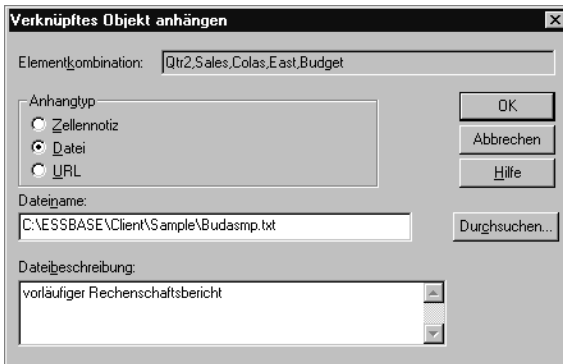 Verknüpftes Objekt anhängen
Elementkombination: Qtr2,Sales,Colas,East,Budget
Anhangtyp
Zellennotiz
Datei
URL
OK
Abbrechen
Hilfe
Dateiname:
C:\ESSBASE\Client\Sample\Budasmp.txt
Durchsuchen...
Dateibeschreibung:
vorläufiger Rechenschaftsbericht